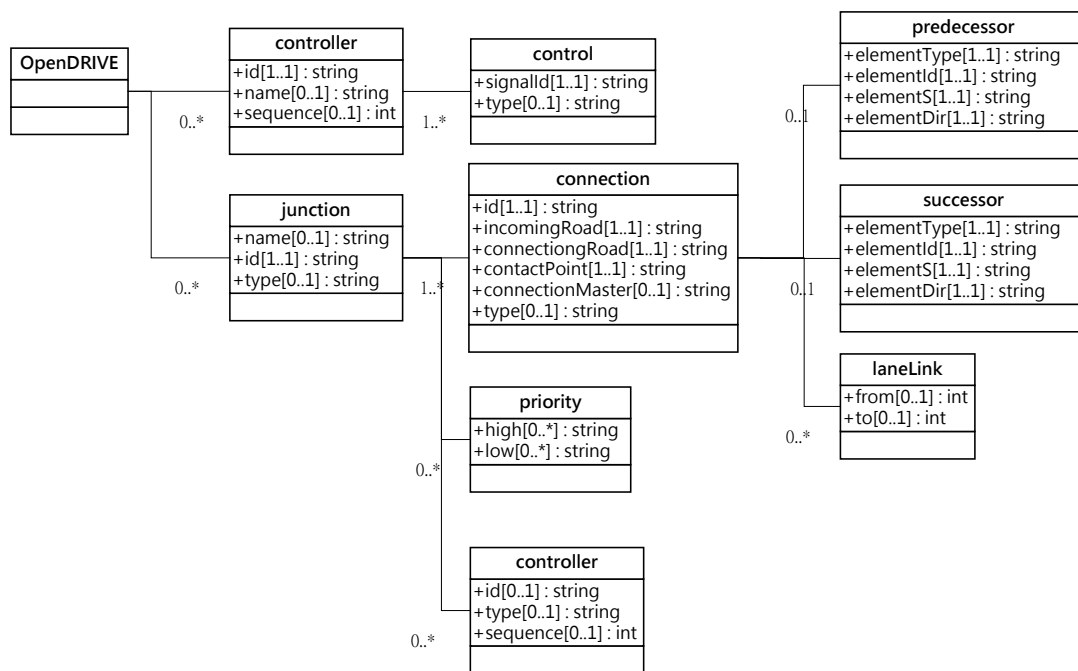 OpenDRIVE
controller
+id[1..1] : string
+name[0..1] : string
+sequence[0..1] : int
0..*
control
+signalId[1..1] : string
+type[0..1] : string
1..*
junction
+name[0..1] : string
+id[1..1] : string
+type[0..1] : string
0..*
connection
+id[1..1] : string
+incomingRoad[1..1] : string
+connectiongRoad[1..1] : string
+contactPoint[1..1] : string
+connectionMaster[0..1] : string
+type[0..1] : string
1..*
predecessor
+elementType[1..1] : string
+elementId[1..1] : string
+elementS[1..1] : string
+elementDir[1..1] : string
0..1
successor
+elementType[1..1] : string
+elementId[1..1] : string
+elementS[1..1] : string
+elementDir[1..1] : string
0..1
laneLink
+from[0..1] : int
+to[0..1] : int
0..*
priority
+high[0..*] : string
+low[0..*] : string
0..*
controller
+id[0..1] : string
+type[0..1] : string
+sequence[0..1] : int
0..*